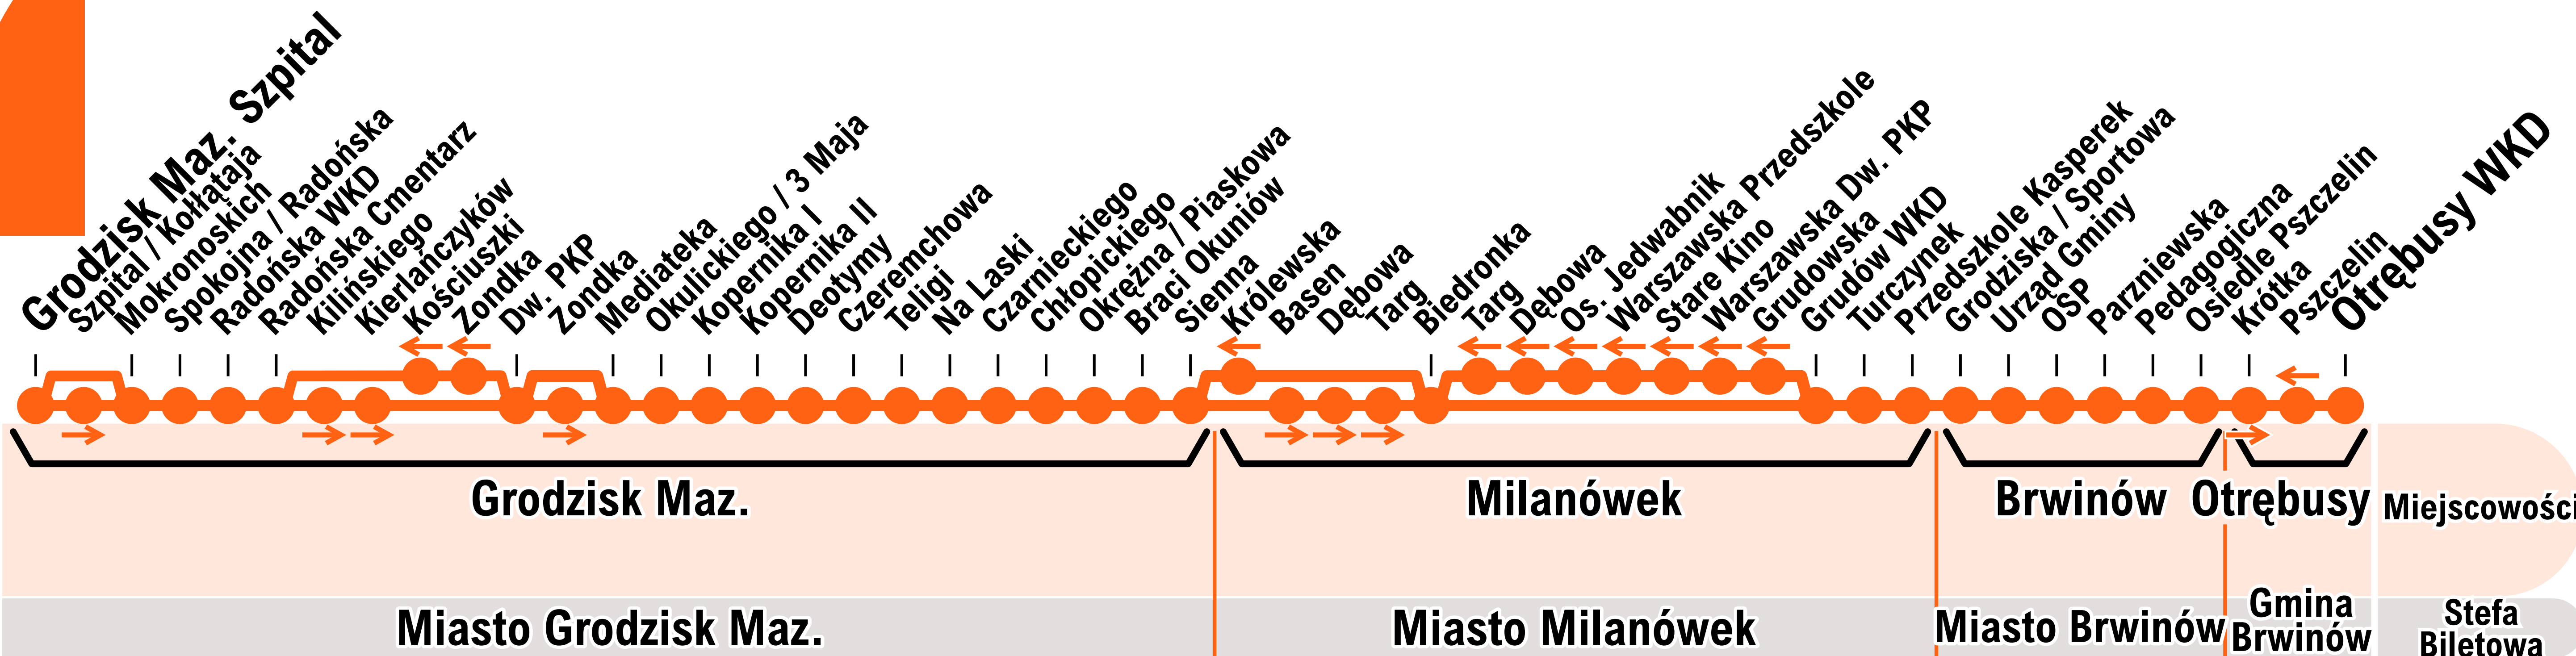 Grodzisk Maz. Szpital
Szpital / Kołłątaja
Mokronoskich
Spokojna / Radońska
Radońska WKD
Radońska Cmentarz
Kilińskiego
Kierlańczyków
Kościuszki
Zondka
Dw. PKP
Zondka
Mediateka
Okulickiego / 3 Maja
Kopernika I
Kopernika II
Deotymy
Czeremchowa
Teligi
Na Laski
Czarnieckiego
Chłopickiego
Okrężna / Piaskowa
Braci Okuniów
Sienna
Królewska
Basen
Dębowa
Targ
Biedronka
Targ
Dębowa
Os. Jedwabnik
Warszawska Przedszkole
Stare Kino
Warszawska Dw. PKP
Grudowska
Grudów WKD
Turczynek
Przedszkole Kasperek
Grodziska / Sportowa
Urząd Gminy
OSP
Parzniewska
Pedagogiczna
Osiedle Pszczelin
Krótka
Pszczelin
Otrębusy WKD
Grodzisk Maz.
Milanówek
Brwinów
Otrębusy
Miejscowości
Miasto Grodzisk Maz.
Miasto Milanówek
Miasto Brwinów
Gmina
Brwinów
Stefa
Biletowa